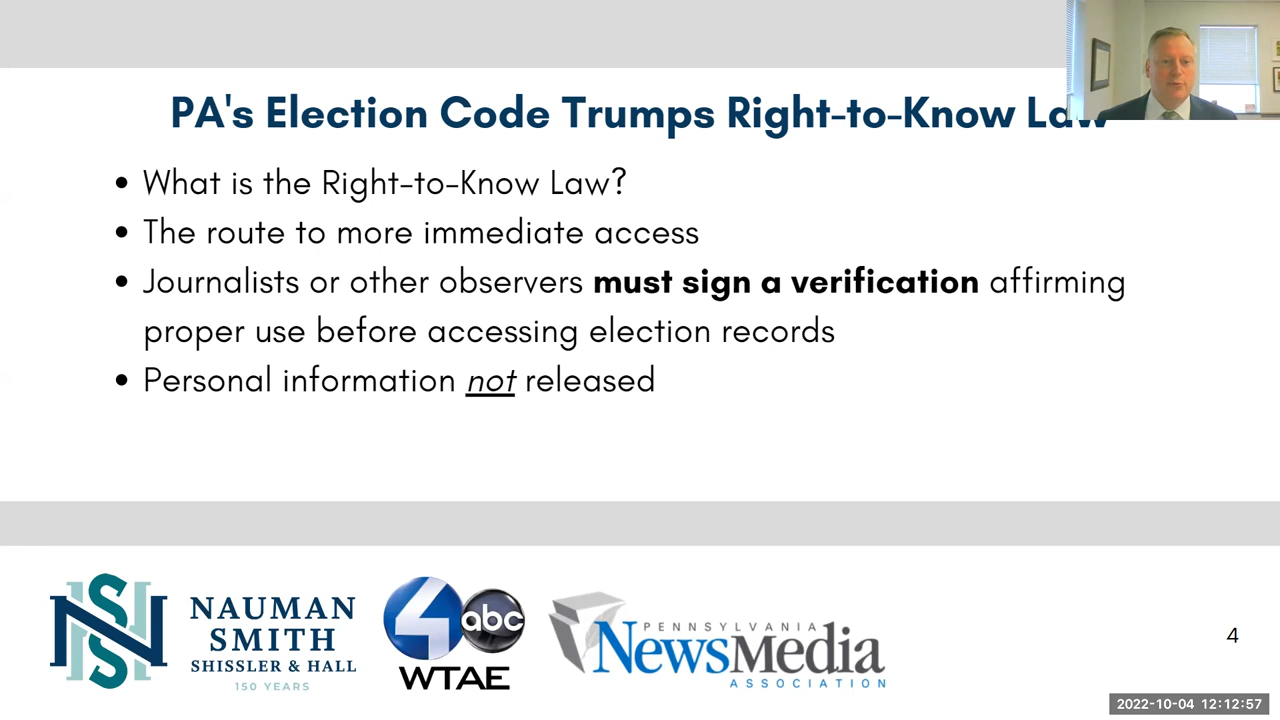 PA's Election Code Trumps Right-to-Know Law
• What is the Right-to-Know Law?
• The route to more immediate access
• Journalists or other observers must sign a verification affirming
proper use before accessing election records
• Personal information not released
NAUMAN
SMITH
SHISSLER & HALL
150 YEARS
4
abc
WTAE
PENNSYLVANIA
NewsMedia
ASSOCIATION
4
2022-10-04 12:12:57